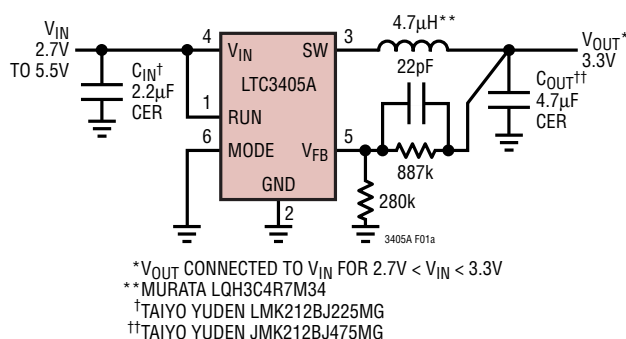 VIN
2.7V
TO 5.5V
CIN†
2.2µF
CER
4
VIN
SW
3
4.7µH**
VOUT*
3.3V
LTC3405A
22pF
COUT††
4.7µF
CER
1
RUN
6
MODE
VFB
5
887k
GND
2
280k
3405A F01a
*VOUT CONNECTED TO VIN FOR 2.7V < VIN < 3.3V
**MURATA LQH3C4R7M34
†TAIYO YUDEN LMK212BJ225MG
††TAIYO YUDEN JMK212BJ475MG